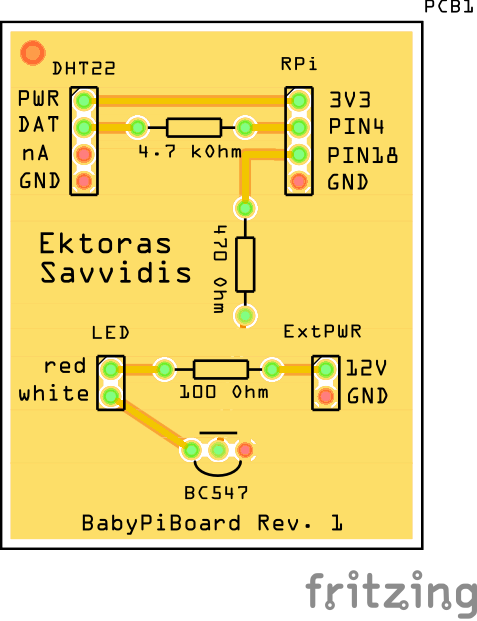 PCB1
DHT22
RPi
PWR
3V3
DAT
PIN4
4.7 kOhm
nA
PIN18
GND
GND
470 Ohm
Ektoras
Savvidis
LED
ExtPWR
red
12V
white
100 Ohm
GND
BC547
BabyPiBoard Rev. 1
fritzing